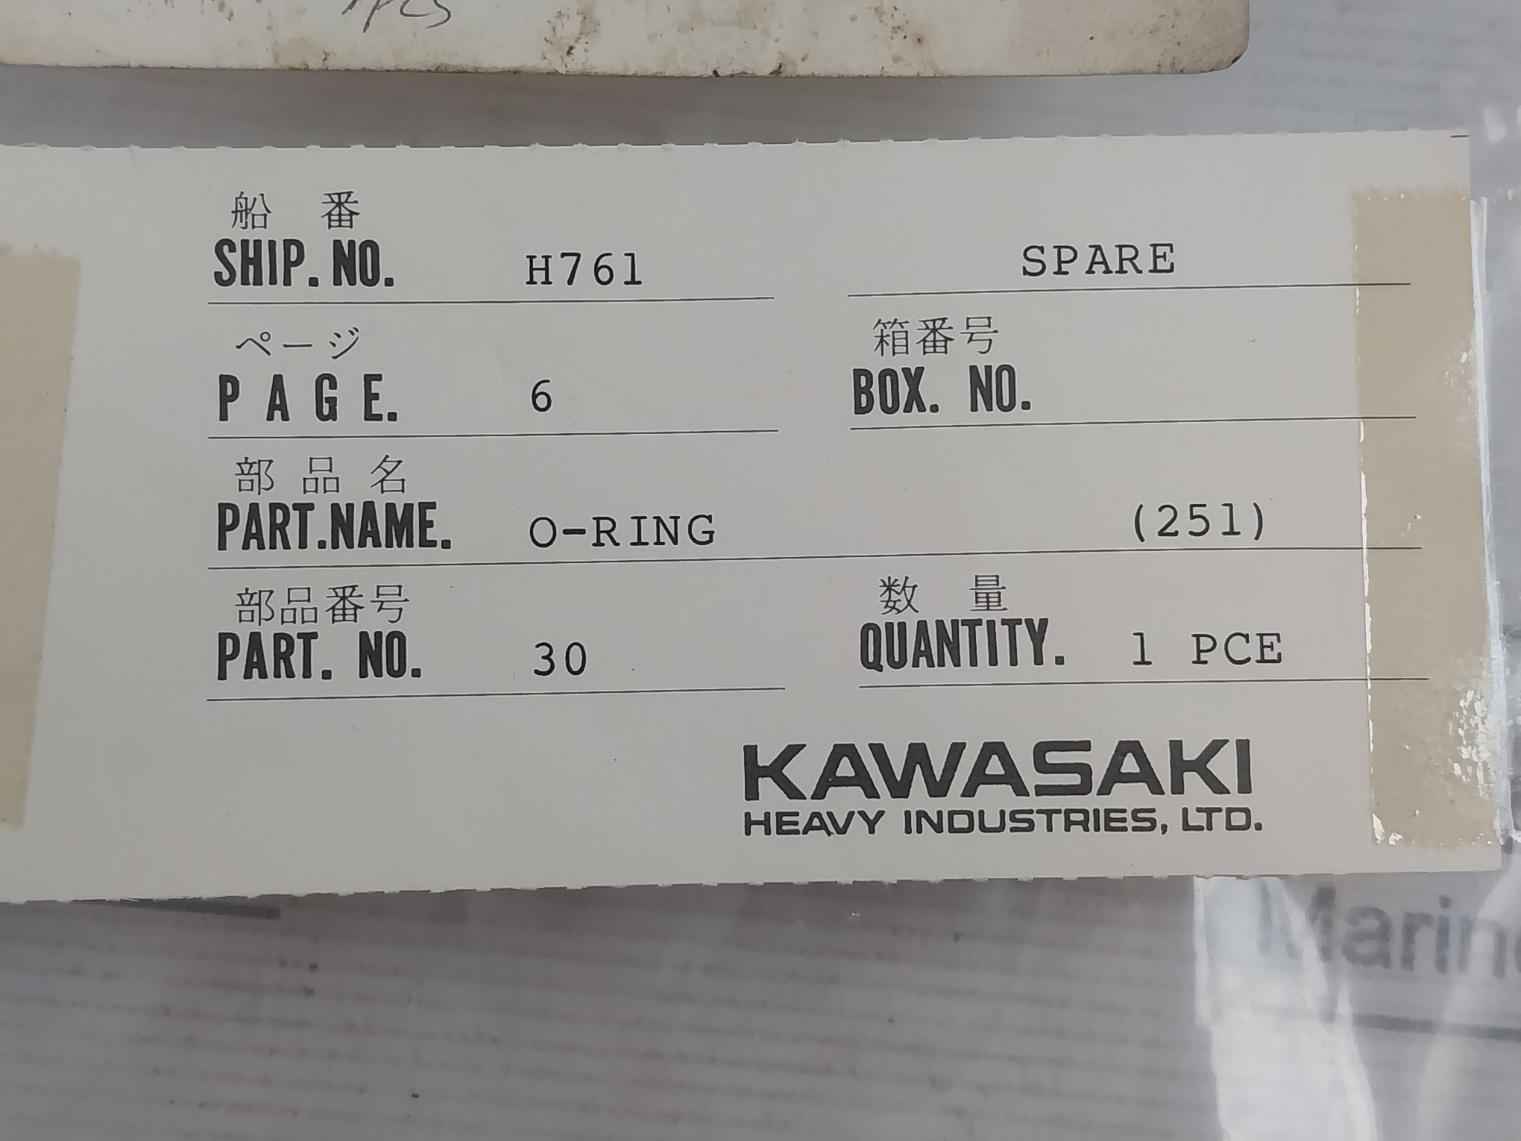 船 番
SHIP. NO. H761 SPARE
ページ 箱番号
PAGE. 6 BOX. NO.
部 品 名
PART.NAME. O-RING (251)
部品番号 数 量
PART. NO. 30 QUANTITY. 1 PCE
KAWASAKI
HEAVY INDUSTRIES, LTD.